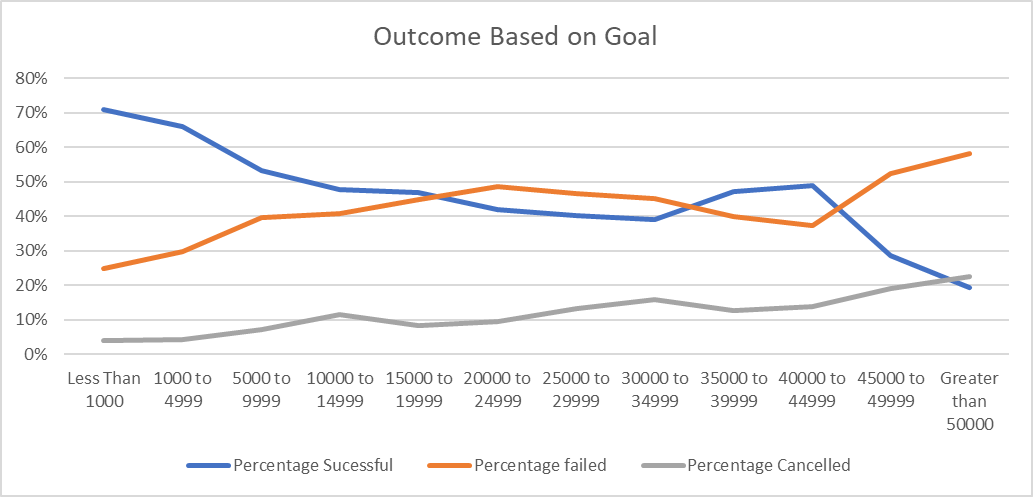 Outcome Based on Goal
80%
70%
60%
50%
40%
30%
20%
10%
0%
Less Than 1000 to 5000 to 10000 to 15000 to 20000 to 25000 to 30000 to 35000 to 40000 to 45000 to Greater
1000 4999 9999 14999 19999 24999 29999 34999 39999 44999 49999 than
50000
Percentage Sucessful Percentage failed Percentage Cancelled